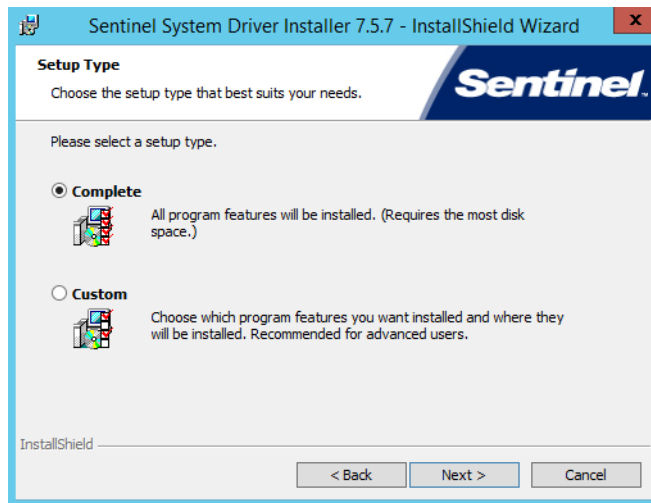 Sentinel System Driver Installer 7.5.7 - InstallShield Wizard
x
Setup Type
Choose the setup type that best suits your needs.
Sentinel.
Please select a setup type.
Complete
All program features will be installed. (Requires the most disk
space.)
Custom
Choose which program features you want installed and where they
will be installed. Recommended for advanced users.
InstallShield
< Back
Next >
Cancel